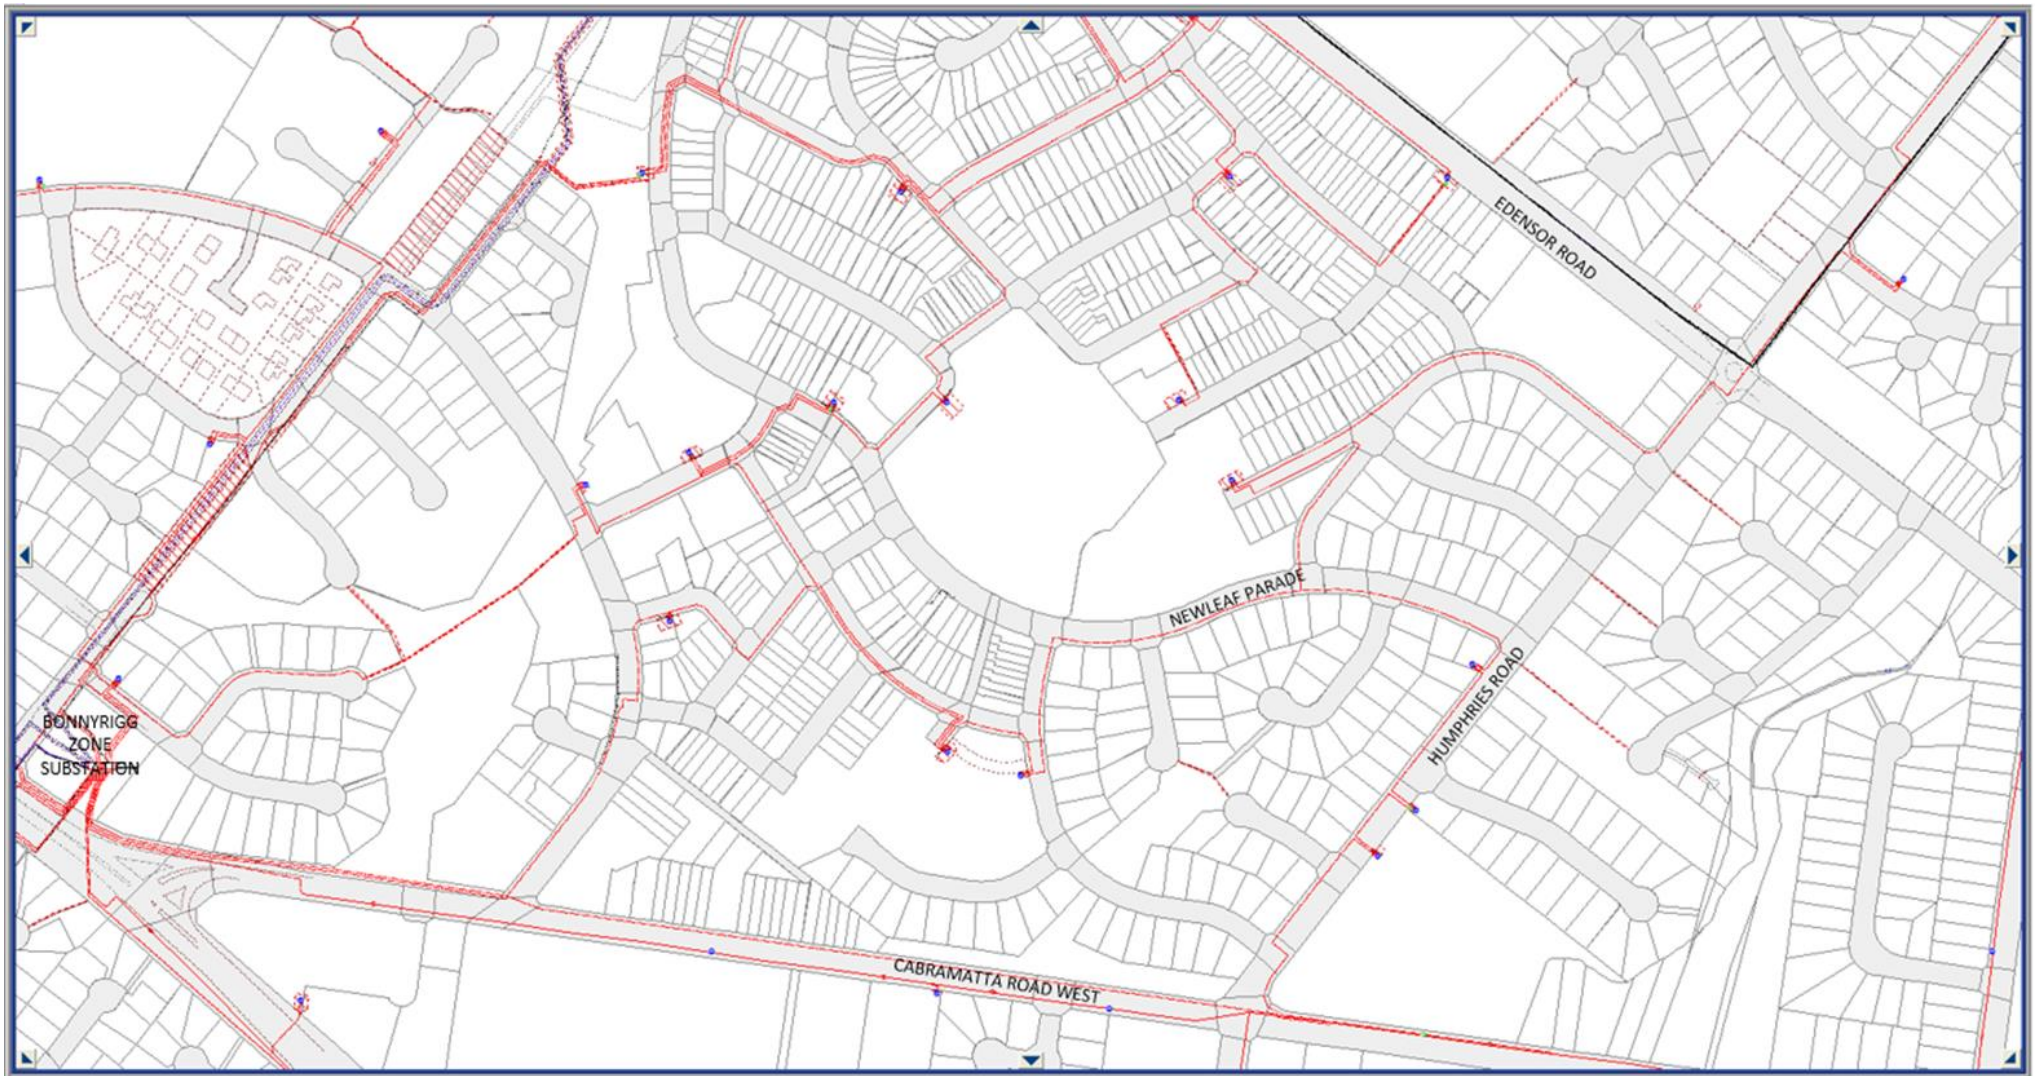 EDENSOR ROAD
NEWLEAF PARADE
HUMPHRIES ROAD
BONNYRIGG
ZONE
SUBSTATION
CABRAMATTA ROAD WEST